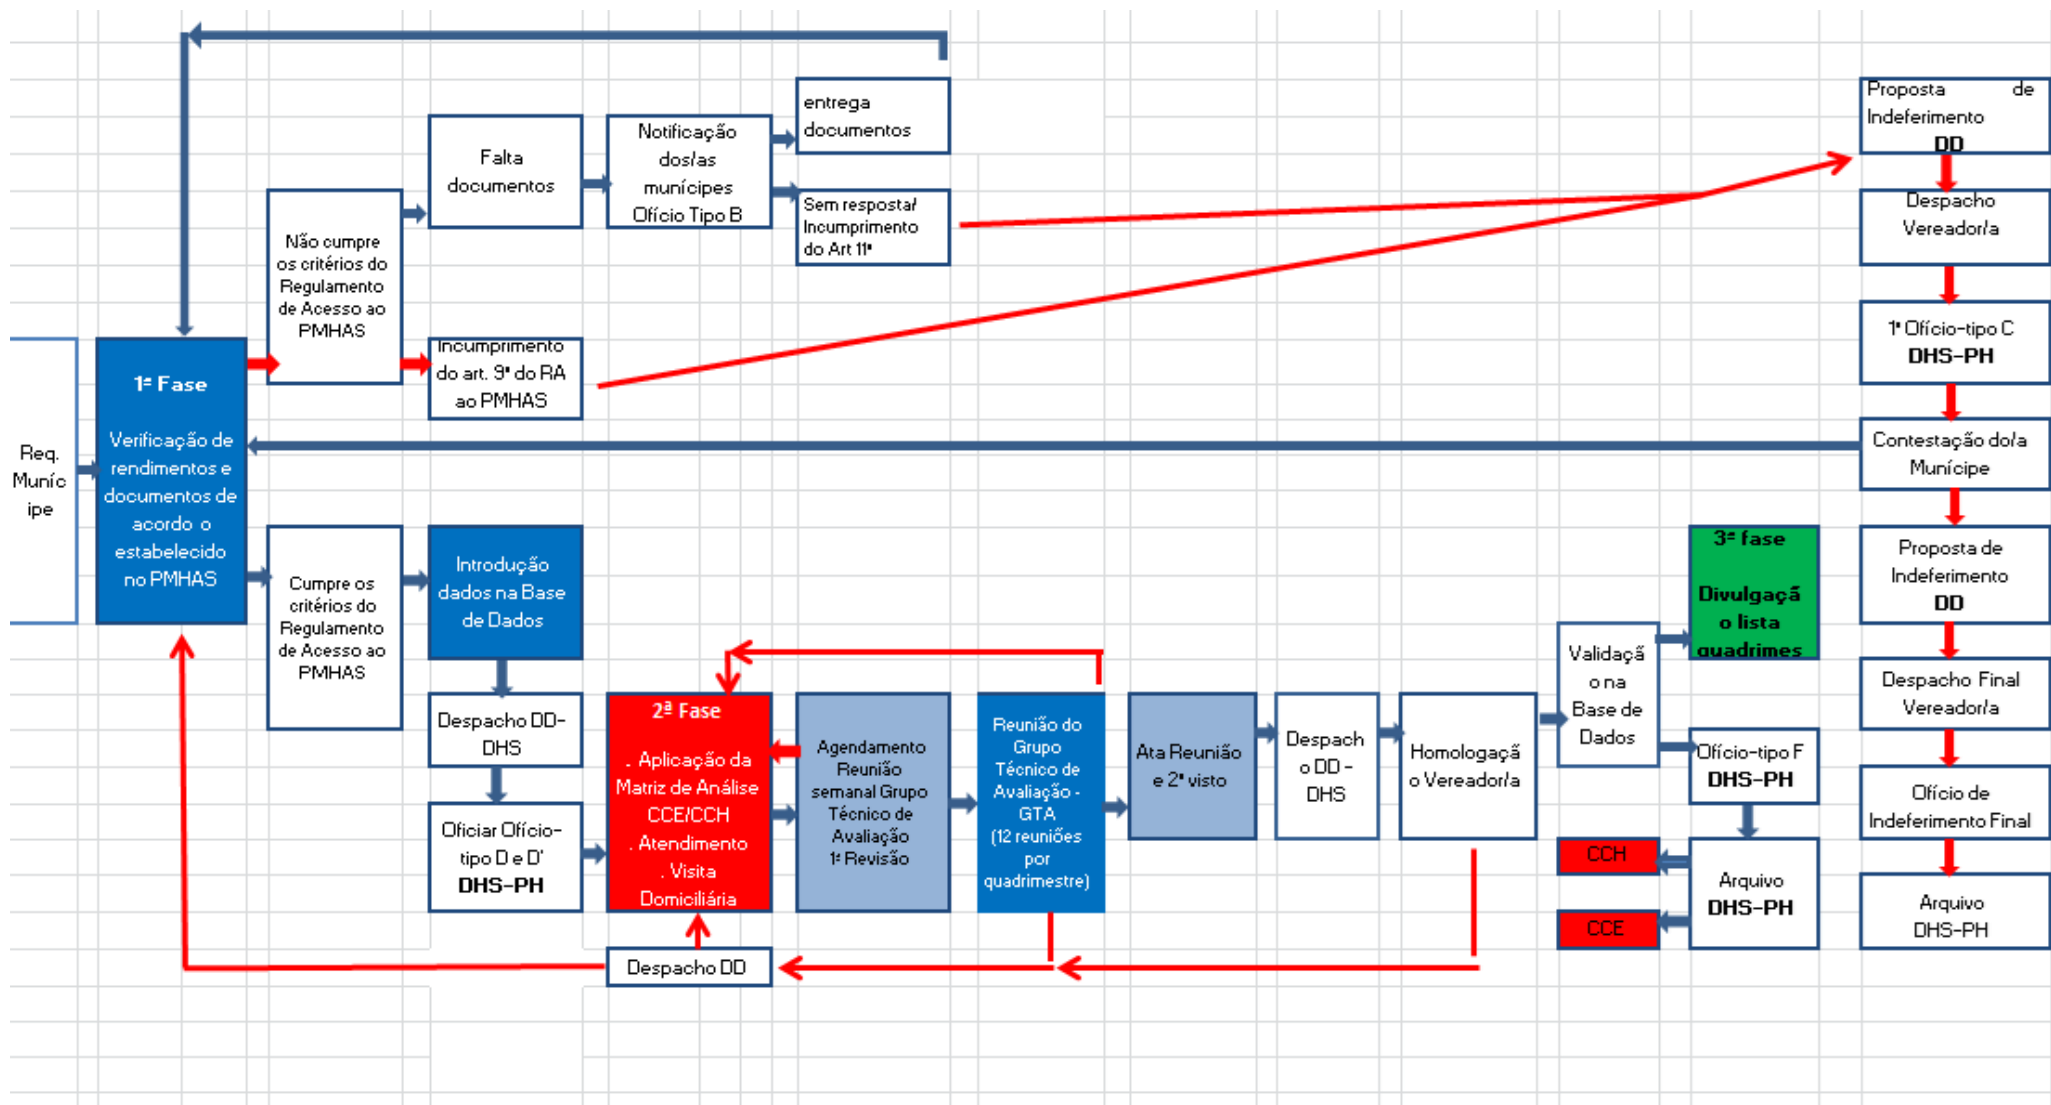 Req.
Muníc
ipe
1ª Fase
Verificação de
rendimentos e
documentos de
acordo o
estabelecido
no PMHAS
Não cumpre
os critérios do
Regulamento
de Acesso ao
PMHAS
Falta
documentos
Notificação
dos/as
munícipes
Ofício Tipo B
entrega
documentos
Sem resposta/
Incumprimento
do Art 11º
Incumprimento
do art. 9º do RA
ao PMHAS
Cumpre os
critérios do
Regulamento
de Acesso ao
PMHAS
Introdução
dados na Base
de Dados
Despacho DD-
DHS
Oficiar Ofício-
tipo D e D'
DHS-PH
2ª Fase
. Aplicação da
Matriz de Análise
CCE/CCH
. Atendimento
. Visita
Domiciliária
Despacho DD
Agendamento
Reunião
semanal Grupo
Técnico de
Avaliação
1ª Revisão
Reunião do
Grupo
Técnico de
Avaliação -
GTA
(12 reuniões
por
quadrimestre)
Ata Reunião
e 2º visto
Despach
o DD -
DHS
Homologaçã
o Vereador/a
Validaçã
o na
Base de
Dados
3ª fase
Divulgaçã
o lista
quadrimes
Ofício-tipo F
DHS-PH
Arquivo
DHS-PH
CCH
CCE
Proposta de
Indeferimento
DD
Despacho
Vereador/a
1º Ofício-tipo C
DHS-PH
Contestação do/a
Munícipe
Proposta de
Indeferimento
DD
Despacho Final
Vereador/a
Ofício de
Indeferimento Final
Arquivo
DHS-PH